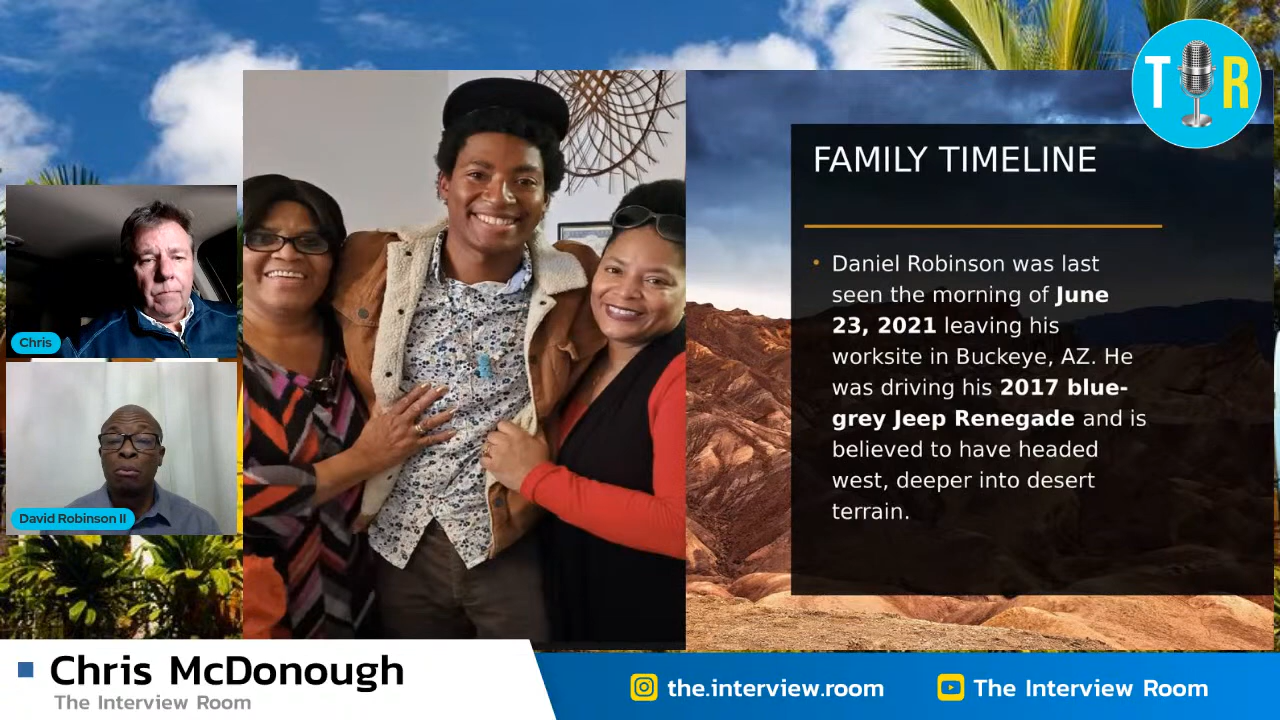 T R
FAMILY TIMELINE
• Daniel Robinson was last
seen the morning of June
23, 2021 leaving his
worksite in Buckeye, AZ. He
was driving his 2017 blue-
grey Jeep Renegade and is
believed to have headed
west, deeper into desert
terrain.
Chris
David Robinson II
Chris McDonough
The Interview Room
the.interview.room
The Interview Room